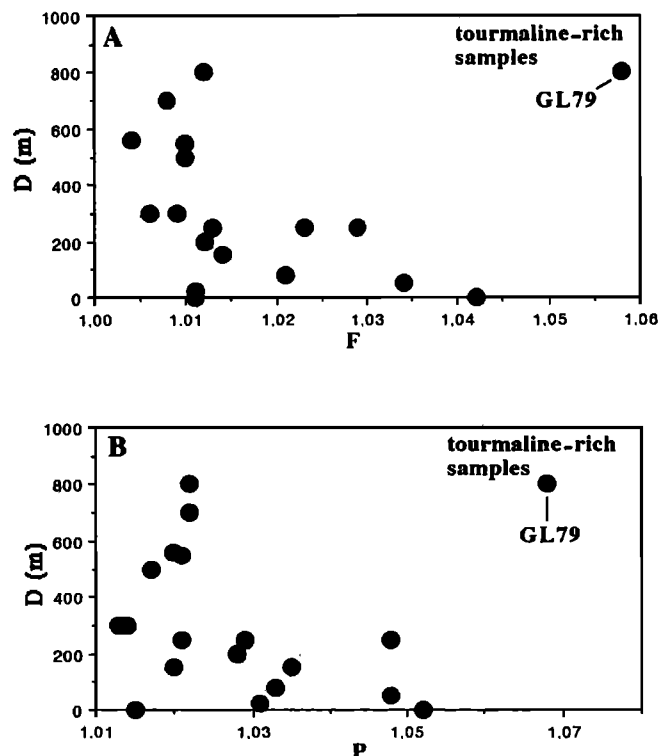 A
tourmaline-rich
samples
GL79
D (m)
1000
800
600
400
200
0
1,00 1,01 1,02 1,03 1,04 1,05 1,06
F
B
tourmaline-rich
samples
GL79
D (m)
1000
800
600
400
200
0
1,01 1,03 1,05 1,07
P